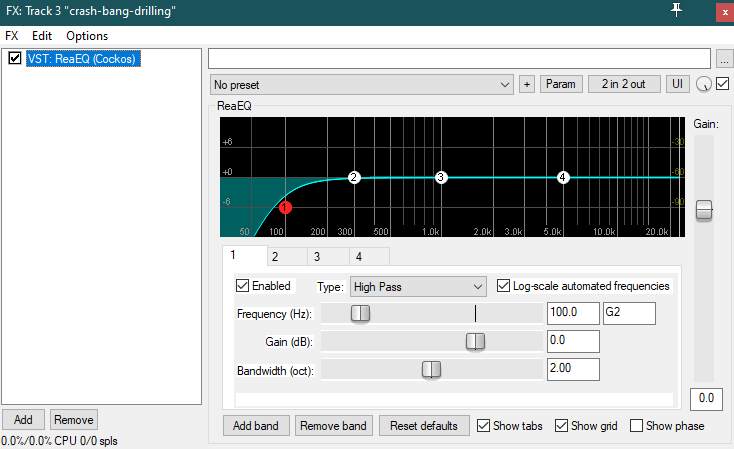 FX: Track 3 "crash-bang-drilling"
x
FX Edit Options
VST: ReaEQ (Cockos)
...
No preset
+
Param
2 in 2 out
UI
ReaEQ
Gain:
+6
+0
-6
-30
-60
-90
1
2
3
4
50 100 200 300 500 1.0k 2.0k 3.0k 5.0k 10.0k 20.0k
1 2 3 4
Enabled Type: High Pass Log-scale automated frequencies
Frequency (Hz): 100.0 G2
Gain (dB): 0.0
Bandwidth (oct): 2.00
0.0
Add Remove
Add band Remove band Reset defaults Show tabs Show grid Show phase
0.0%/0.0% CPU 0/0 spls